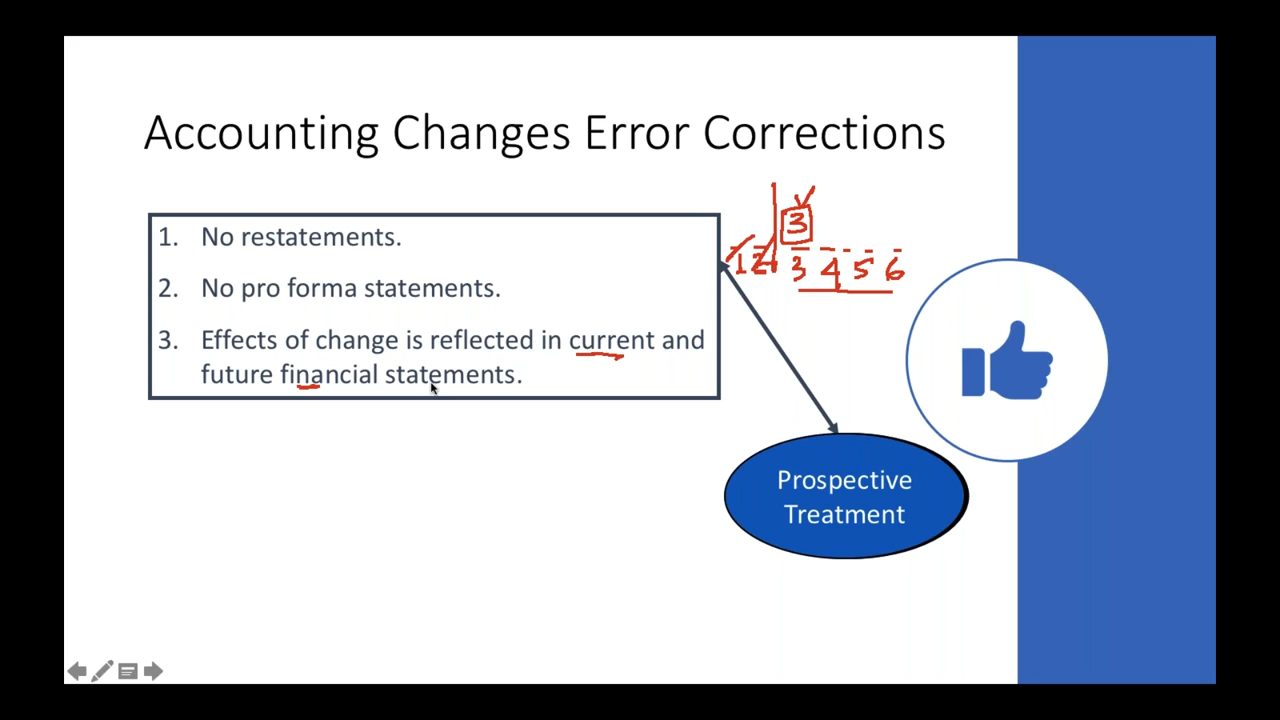 Accounting Changes Error Corrections
1. No restatements.
2. No pro forma statements.
3. Effects of change is reflected in current and
future financial statements.
3
1 2 3 4 5 6
Prospective
Treatment